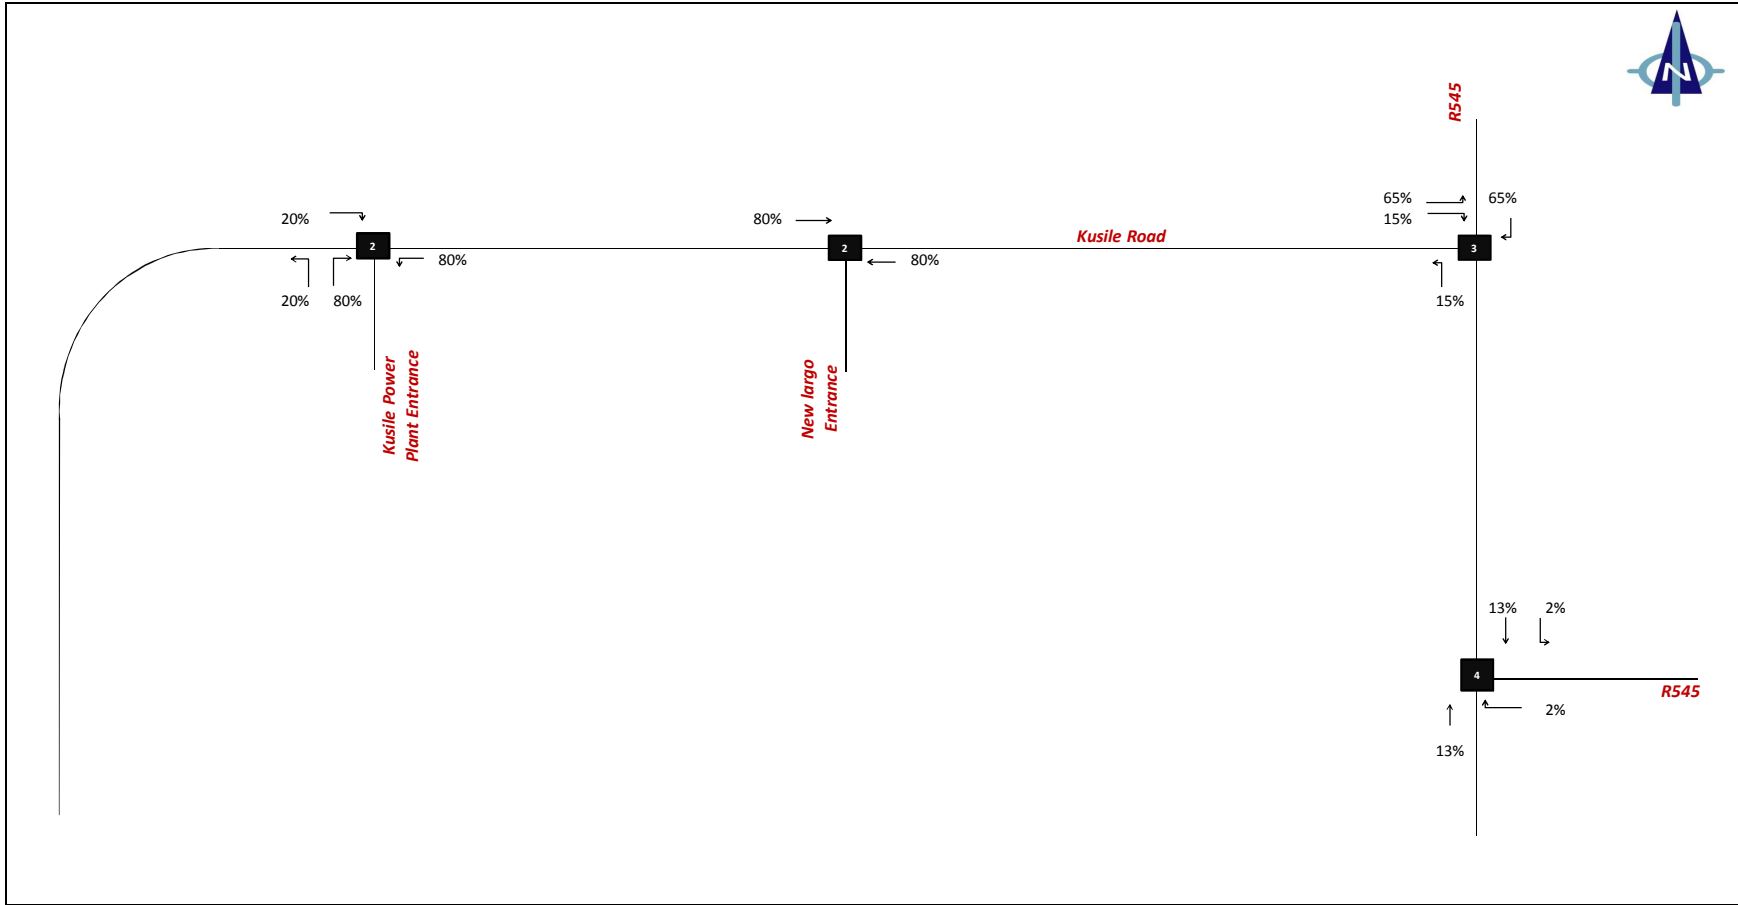 N
R545
65% 65%
20% 80% 15%
Kusile Road
2 2 3
80% 80%
20% 80% 15%
Kusile Power
Plant Entrance
New largo
Entrance
13% 2%
4
R545
2%
13%